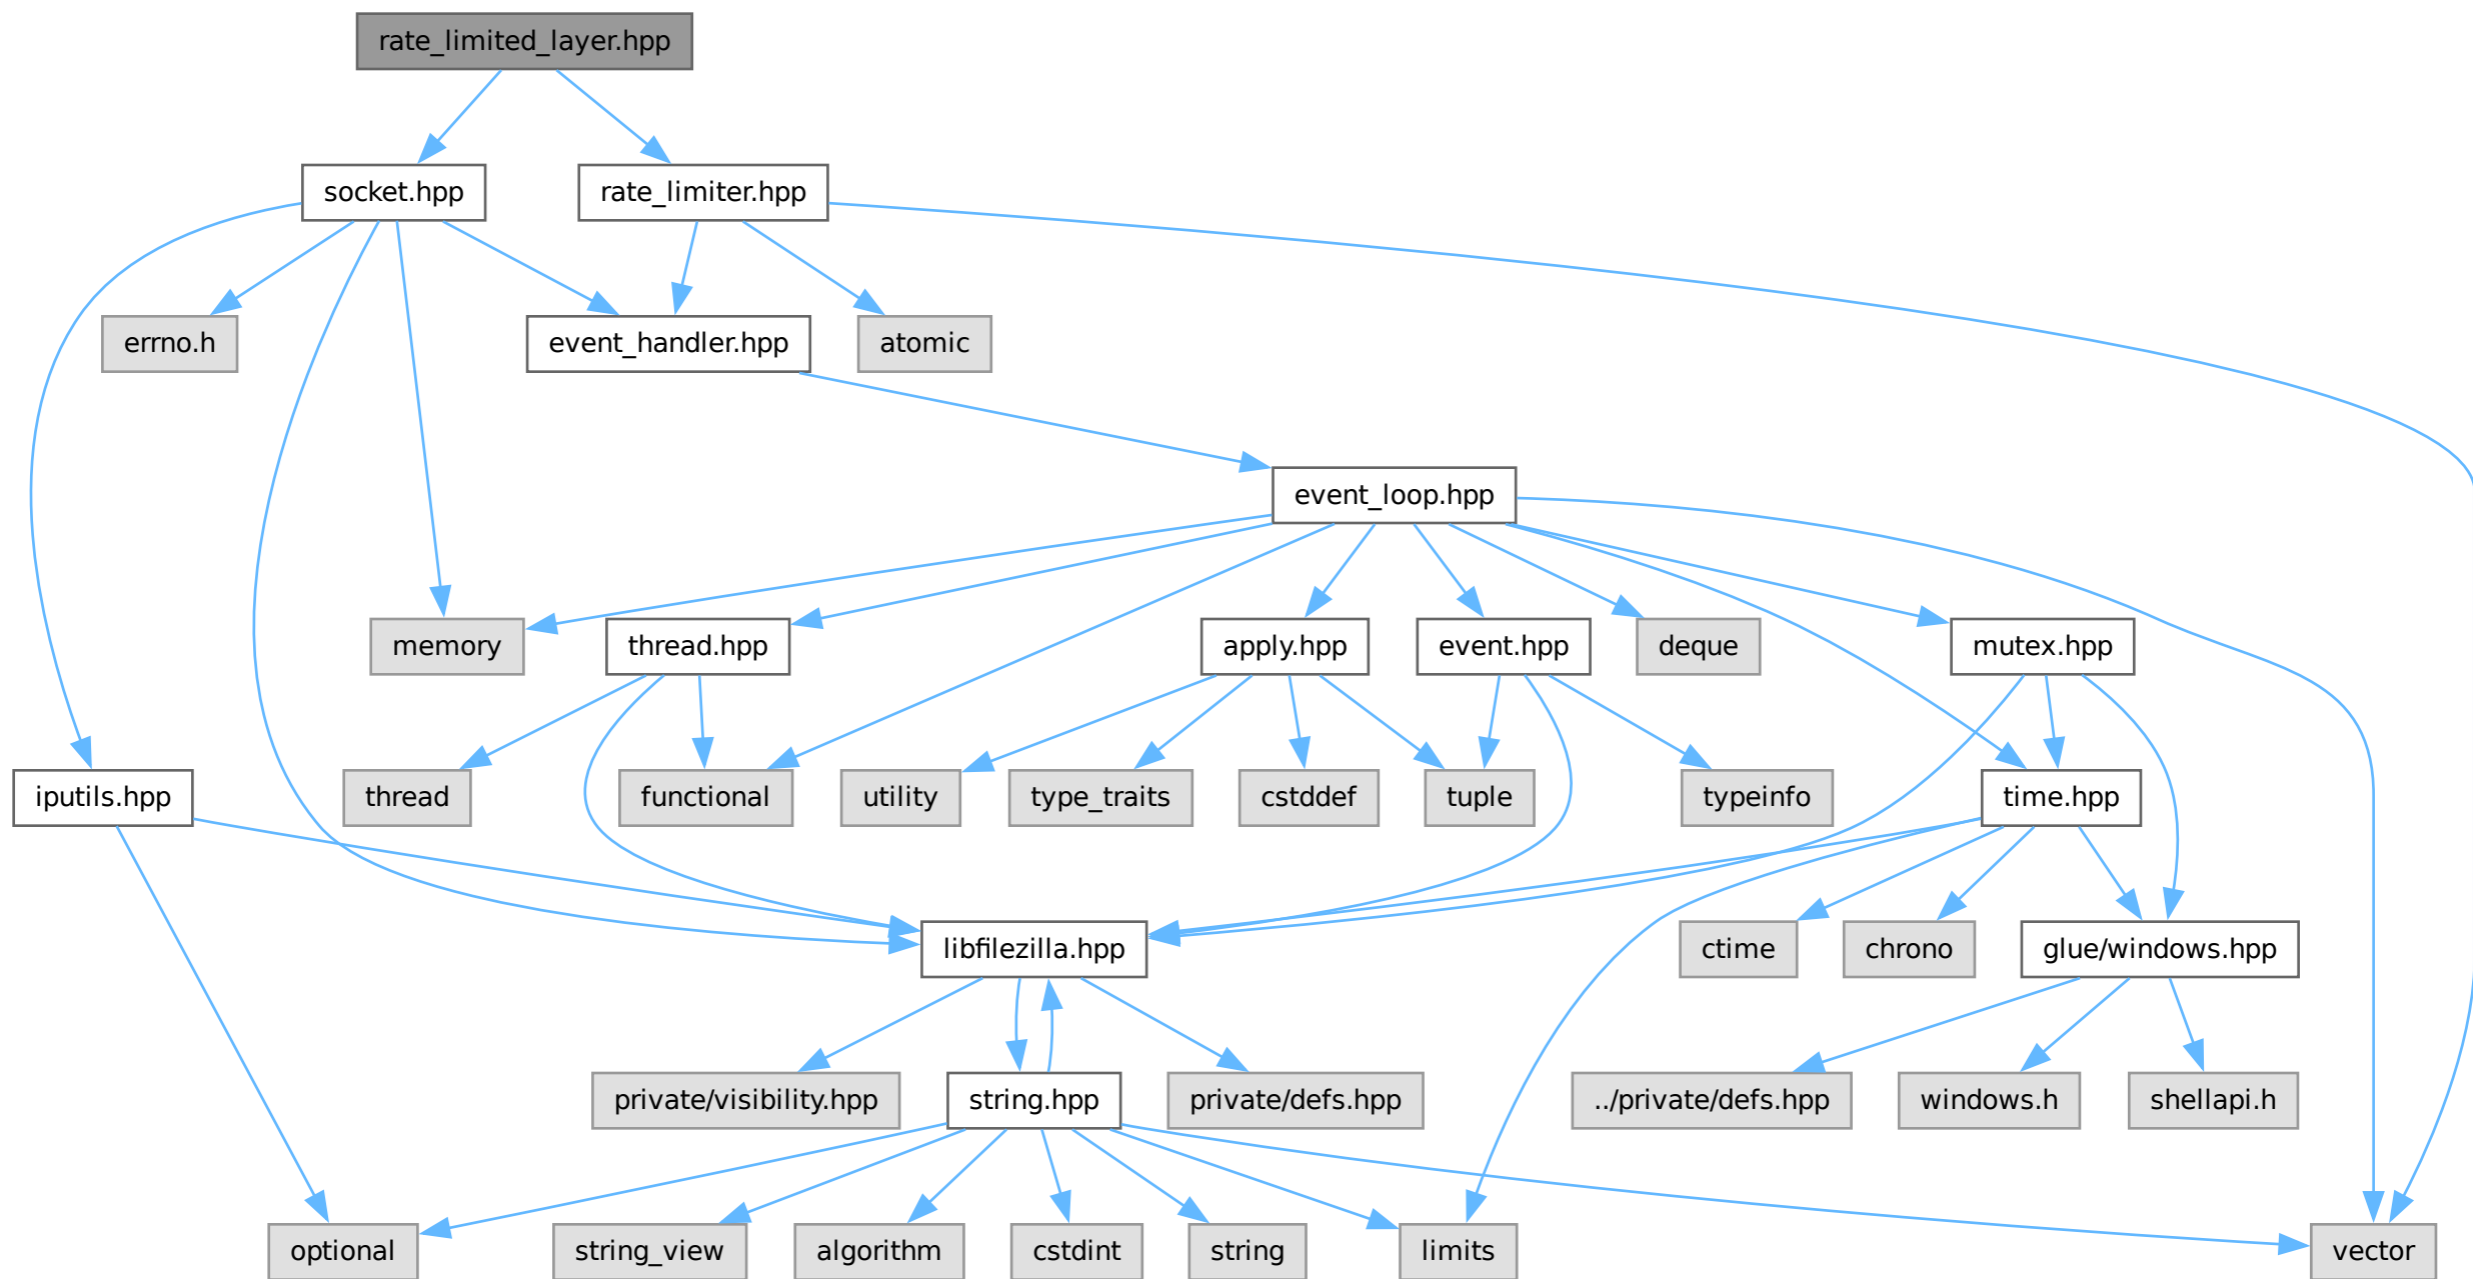 rate_limited_layer.hpp
socket.hpp
rate_limiter.hpp
errno.h
event_handler.hpp
atomic
event_loop.hpp
memory
thread.hpp
apply.hpp
event.hpp
deque
mutex.hpp
iputils.hpp
thread
functional
utility
type_traits
cstddef
tuple
typeinfo
time.hpp
libfilezilla.hpp
ctime
chrono
glue/windows.hpp
private/visibility.hpp
string.hpp
private/defs.hpp
../private/defs.hpp
windows.h
shellapi.h
optional
string_view
algorithm
cstdint
string
limits
vector